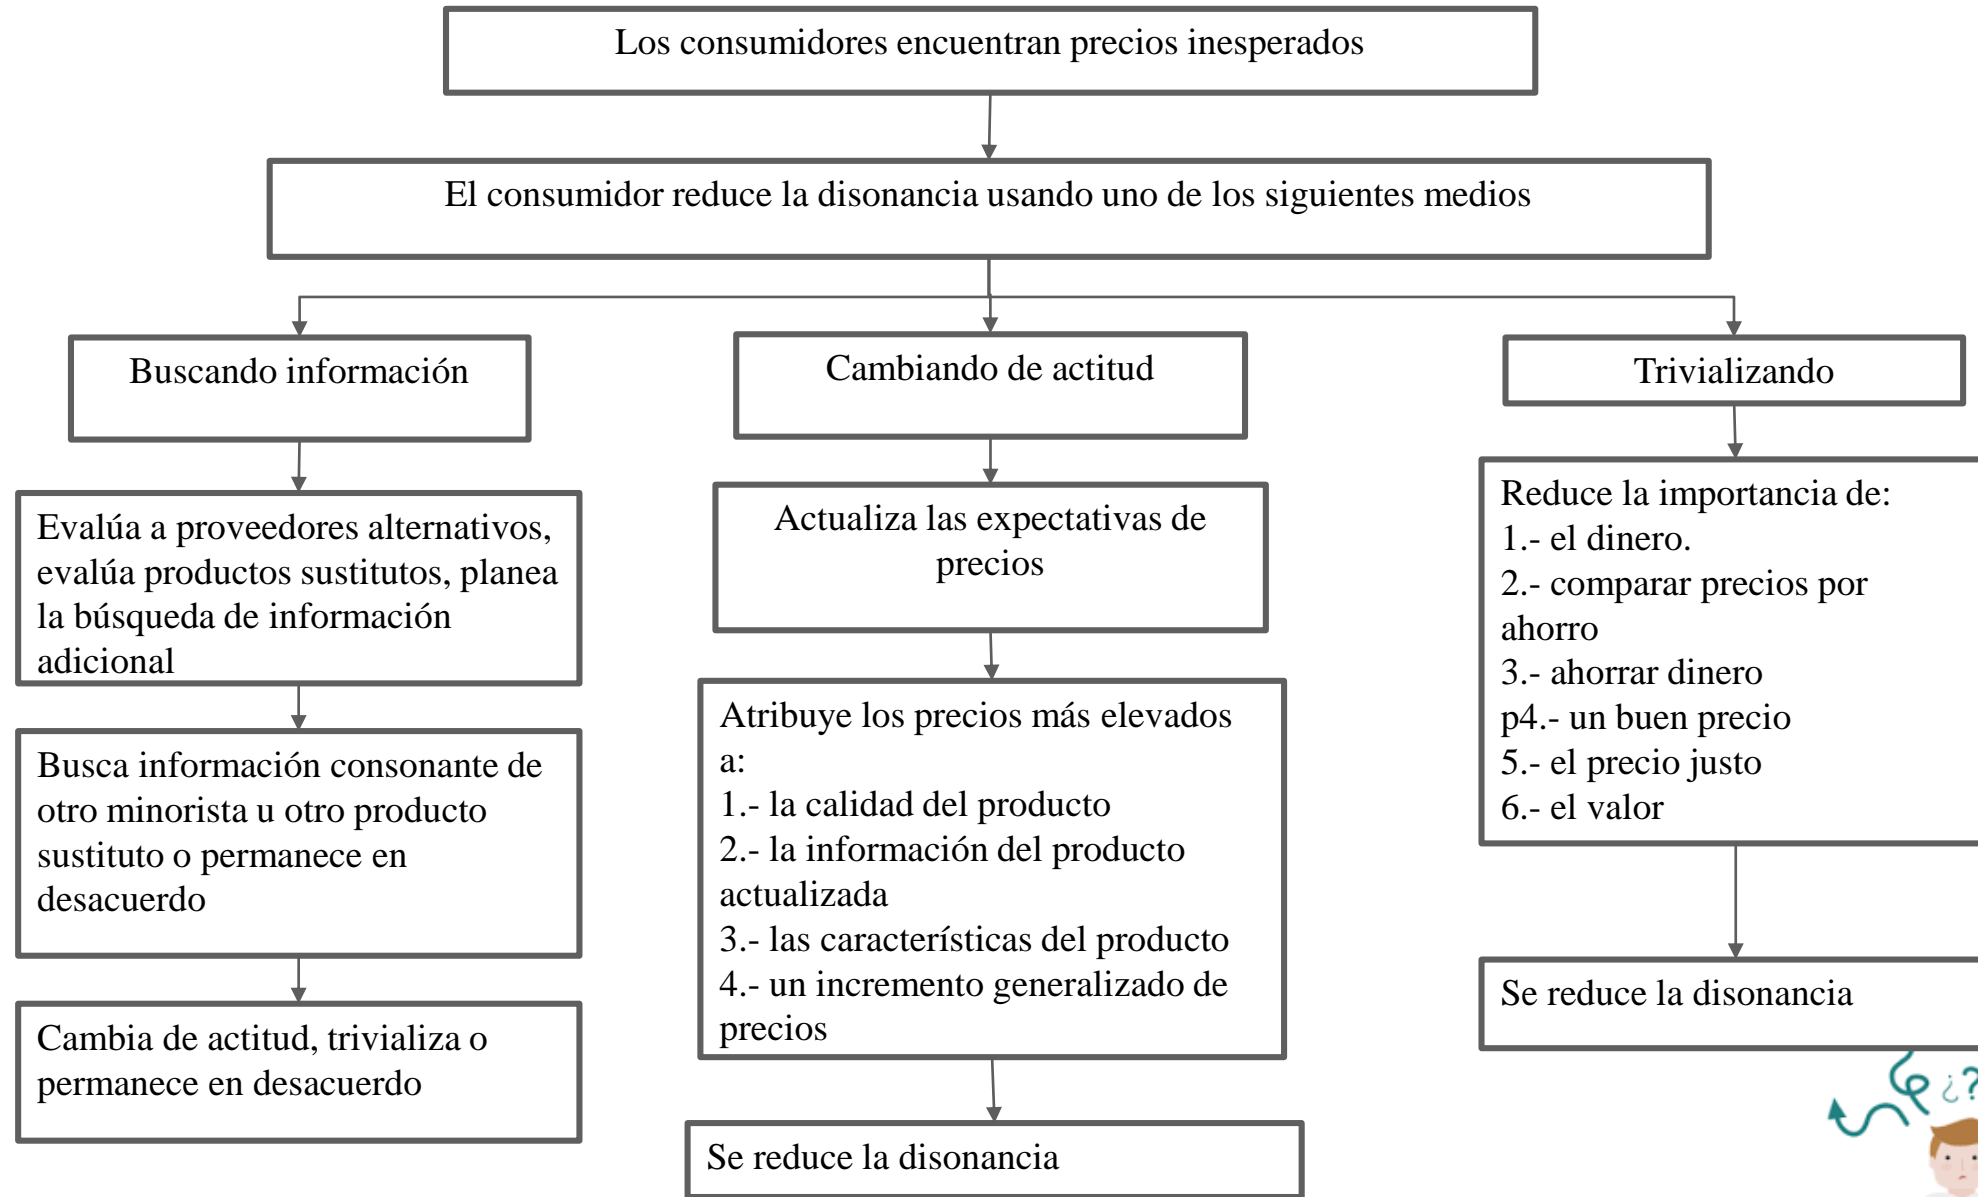 Los consumidores encuentran precios inesperados
El consumidor reduce la disonancia usando uno de los siguientes medios
Buscando información
Evalúa a proveedores alternativos,
evalúa productos sustitutos, planea
la búsqueda de información
adicional
Busca información consonante de
otro minorista u otro producto
sustituto o permanece en
desacuerdo
Cambia de actitud, trivializa o
permanece en desacuerdo
Cambiando de actitud
Actualiza las expectativas de
precios
Atribuye los precios más elevados
a:
1.- la calidad del producto
2.- la información del producto
actualizada
3.- las características del producto
4.- un incremento generalizado de
precios
Se reduce la disonancia
Trivializando
Reduce la importancia de:
1.- el dinero.
2.- comparar precios por
ahorro
3.- ahorrar dinero
p4.- un buen precio
5.- el precio justo
6.- el valor
Se reduce la disonancia
¿?